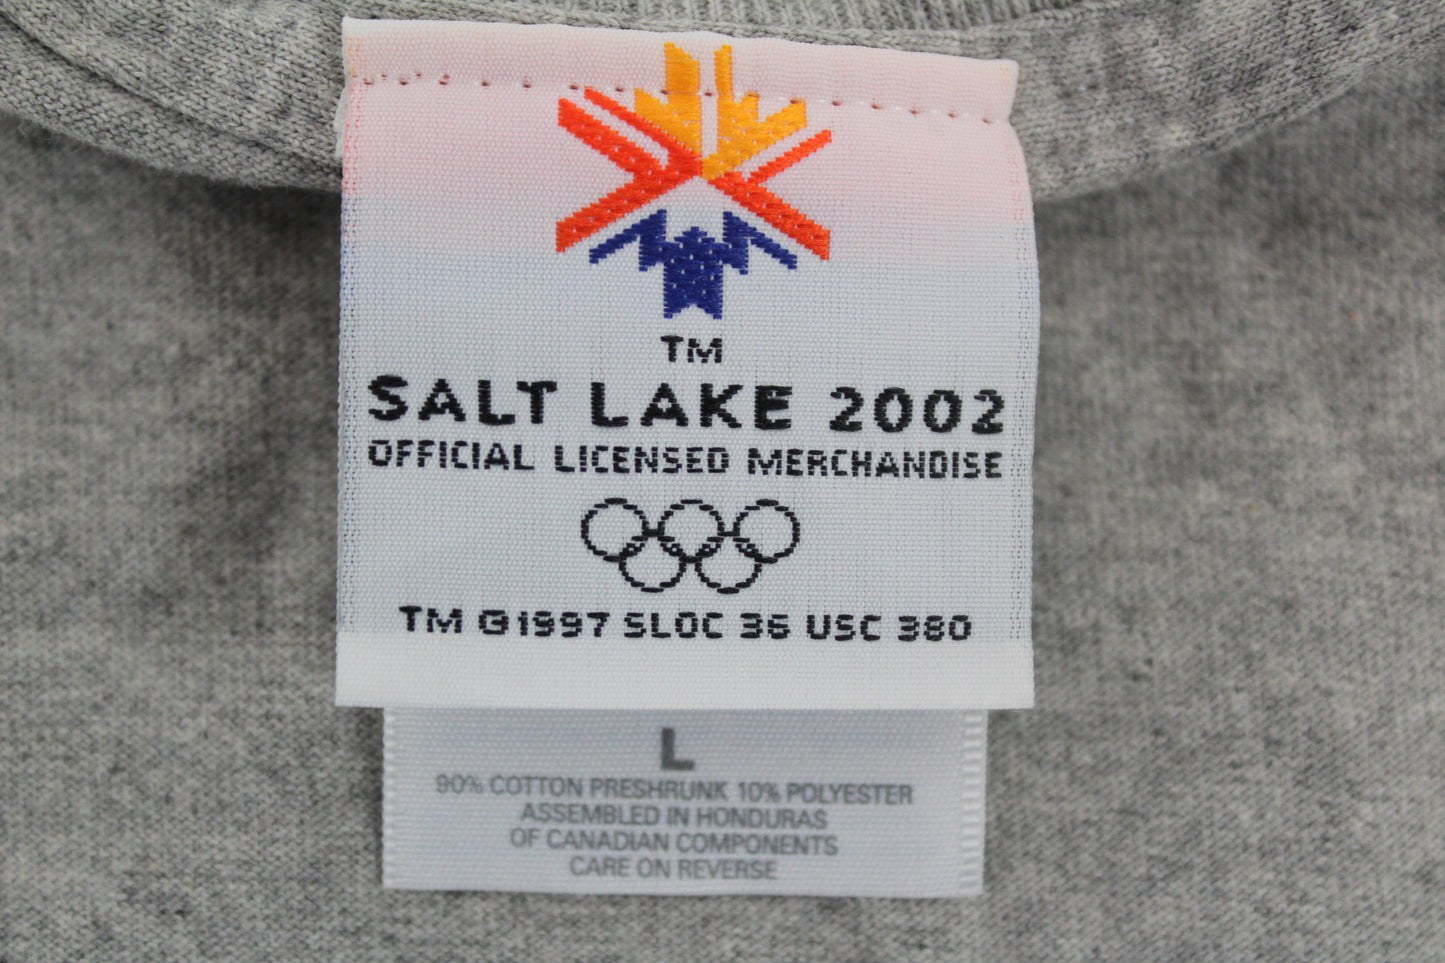 TM
SALT LAKE 2002
OFFICIAL LICENSED MERCHANDISE
TM ©1997 SLOC 36 USC 380
L
90% COTTON PRESHRUNK 10% POLYESTER
ASSEMBLED IN HONDURAS
OF CANADIAN COMPONENTS
CARE ON REVERSE